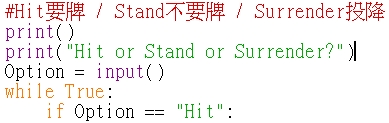 #Hit要牌 / Stand不要牌 / Surrender投降
print()
print("Hit or Stand or Surrender?")
Option = input()
while True:
    if Option == "Hit":